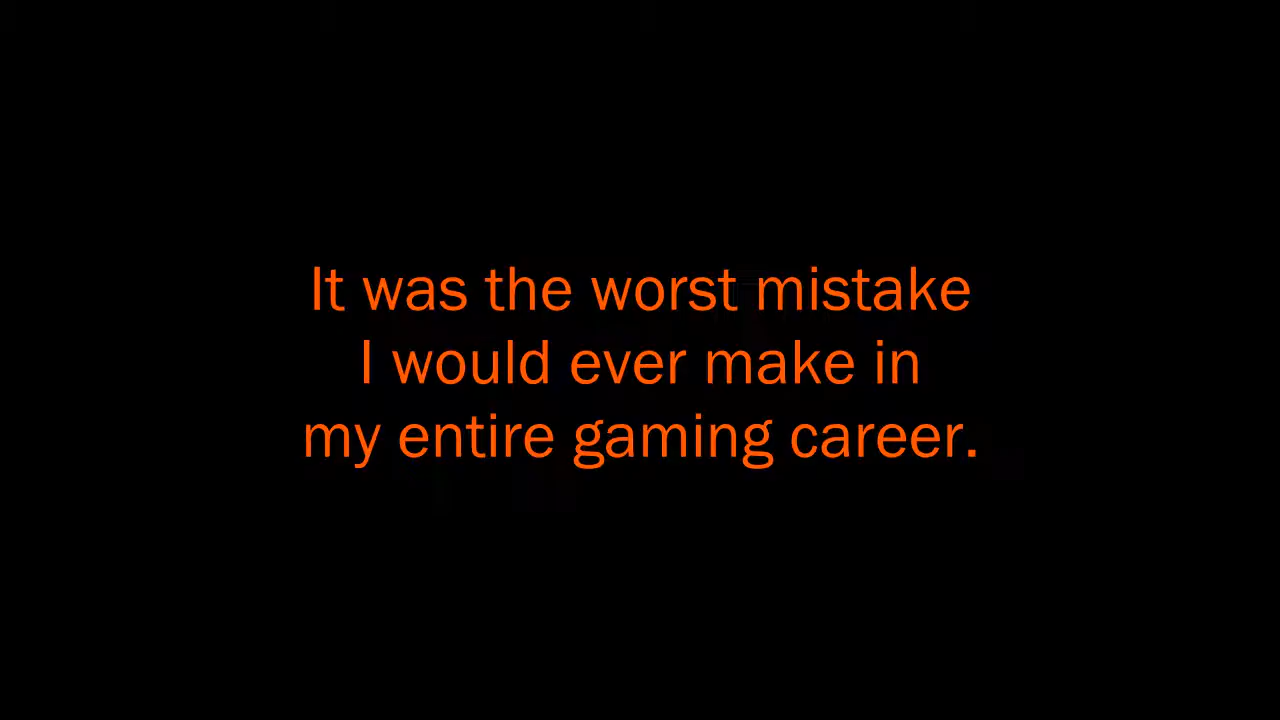 It was the worst mistake
I would ever make in
my entire gaming career.